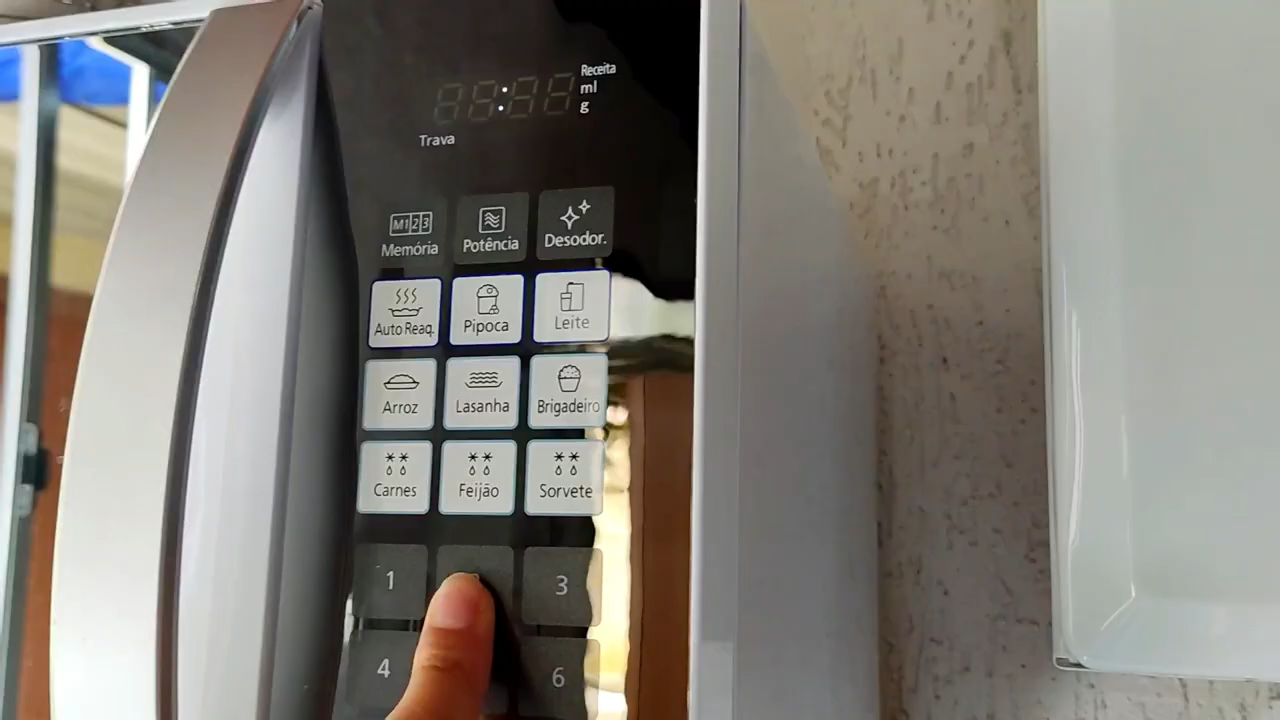 Receita
ml
g
Trava
M123
Memória Potência Desodor.
Auto Reaq. Pipoca Leite
Arroz Lasanha Brigadeiro
Carnes Feijão Sorvete
1 3
4 6